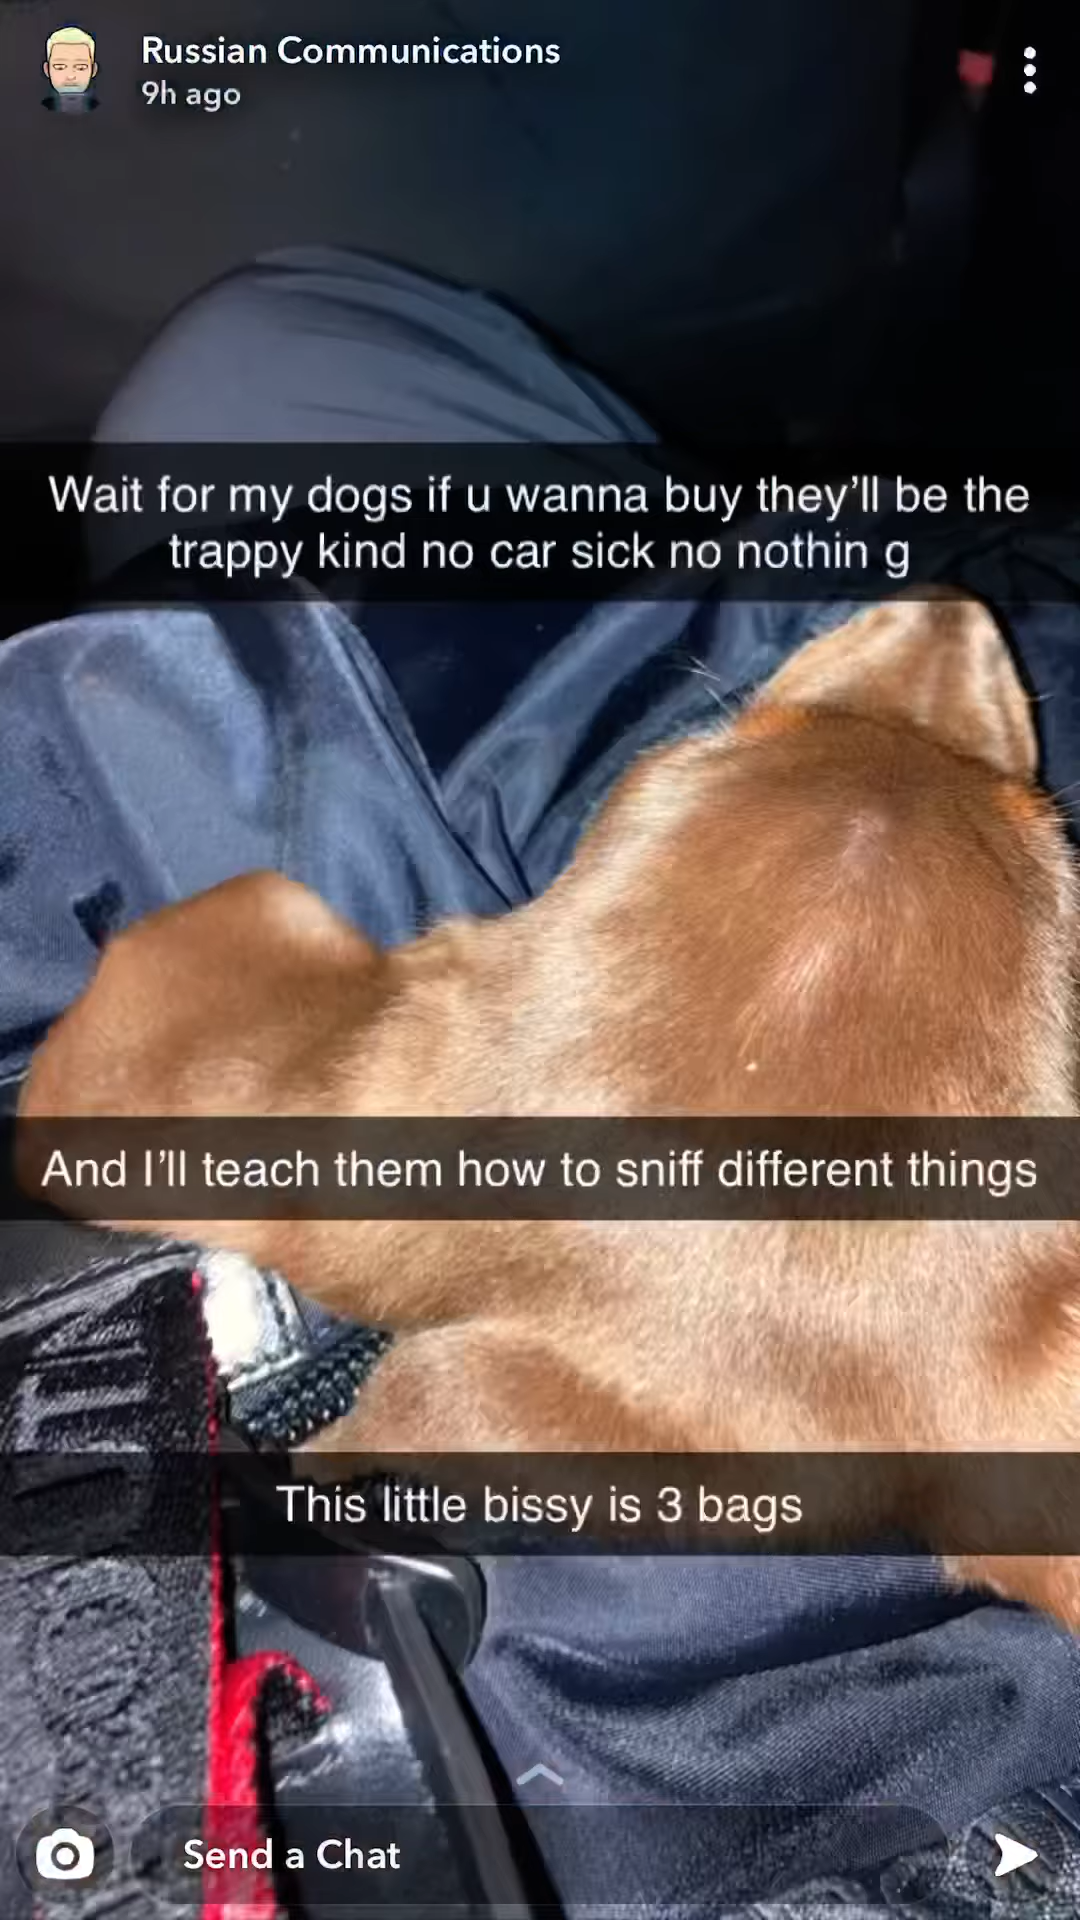 Russian Communications
9h ago
Wait for my dogs if u wanna buy they'll be the
trappy kind no car sick no nothin g
And I'll teach them how to sniff different things
This little bissy is 3 bags
Send a Chat